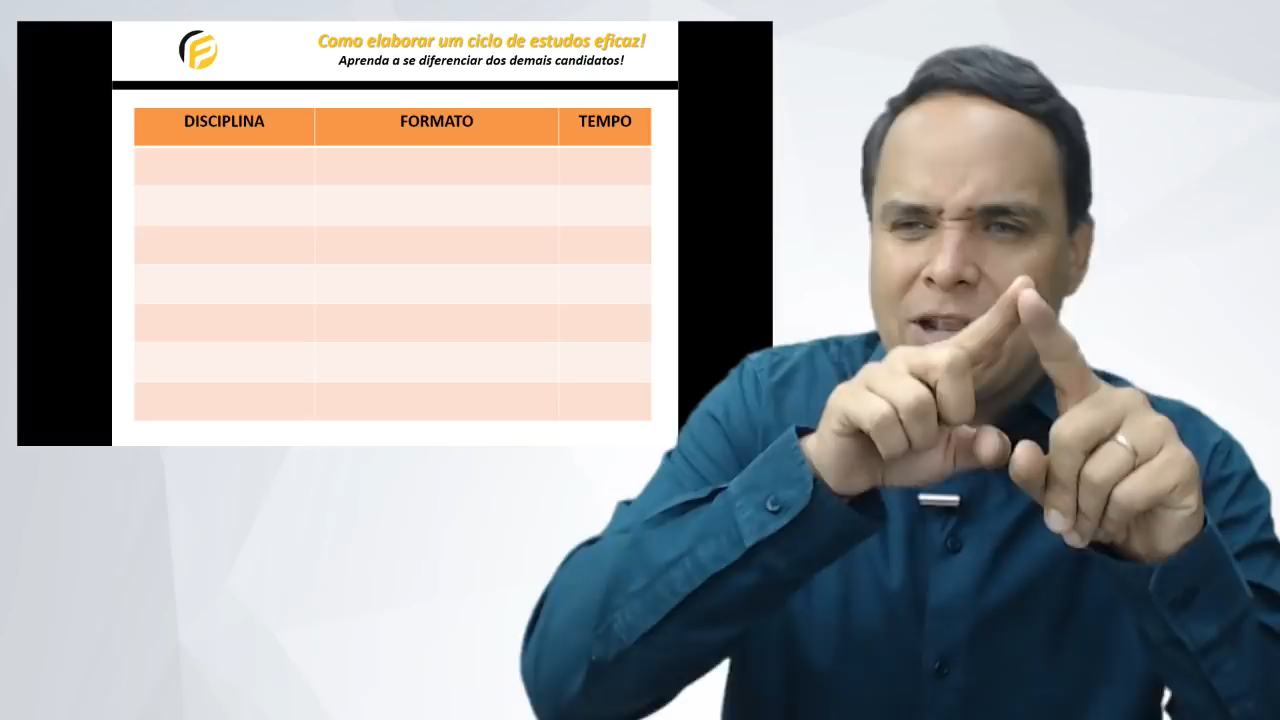 Como elaborar um ciclo de estudos eficaz!
Aprenda a se diferenciar dos demais candidatos!
DISCIPLINA FORMATO TEMPO